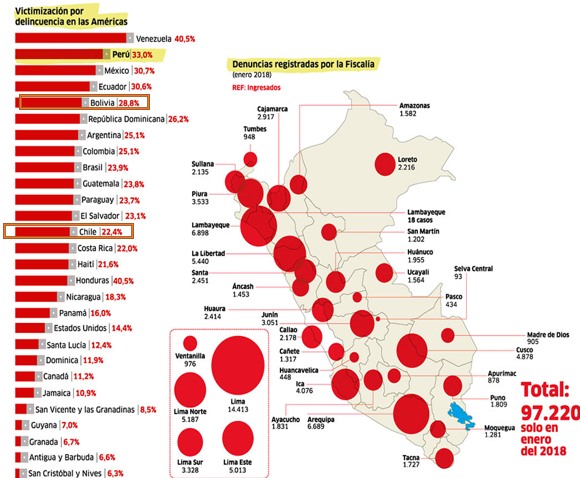 Victimización por
delincuencia en las Américas
Venezuela 40,5%
Perú 33,0%
México 30,7%
Ecuador 30,6%
Bolivia 28,8%
República Dominicana 26,2%
Argentina 25,1%
Colombia 25,1%
Brasil 23,9%
Guatemala 23,8%
Paraguay 23,7%
El Salvador 23,1%
Chile 22,4%
Costa Rica 22,0%
Haití 21,6%
Honduras 40,5%
Nicaragua 18,3%
Panamá 16,0%
Estados Unidos 14,4%
Santa Lucía 12,4%
Dominica 11,9%
Canadá 11,2%
Jamaica 10,9%
San Vicente y las Granadinas 8,5%
Guyana 7,0%
Granada 6,7%
Antigua y Barbuda 6,6%
San Cristóbal y Nives 6,3%
Denuncias registradas por la Fiscalía
(enero 2018)
REF: Ingresados
Cajamarca
2.917
Amazonas
1.582
Tumbes
948
Loreto
2.216
Sullana
2.135
Piura
3.533
Lambayeque
18 casos
Lambayeque
6.898
San Martín
1.202
La Libertad
5.440
Huánuco
1.955
Santa
2.451
Ucayali
1.564
Selva Central
93
Áncash
1.453
Pasco
434
Huaura
2.414
Junín
3.051
Callao
2.178
Madre de Dios
905
Cañete
1.317
Cusco
4.878
Huancavelica
448
Apurimac
878
Ica
4.076
Puno
1.809
Ayacucho
1.831
Arequipa
6.689
Moquegua
1.281
Tacna
1.727
Ventanilla
976
Lima
14.413
Lima Norte
5.187
Lima Sur
3.328
Lima Este
5.013
Total:
97.220
solo en
enero
del 2018